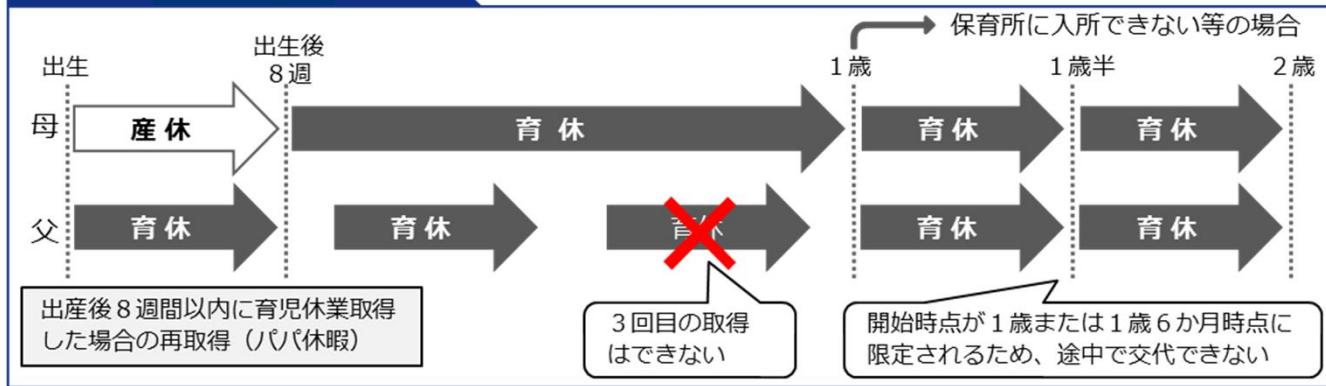 保育所に入所できない等の場合
出生
出生後
8週
1歳
1歳半
2歳
母
産休
育休
育休
育休
父
育休
育休
育休
育休
育休
出産後8週間以内に育児休業取得
した場合の再取得（パパ休暇）
3回目の取得
はできない
開始時点が1歳または1歳6か月時点に
限定されるため、途中で交代できない